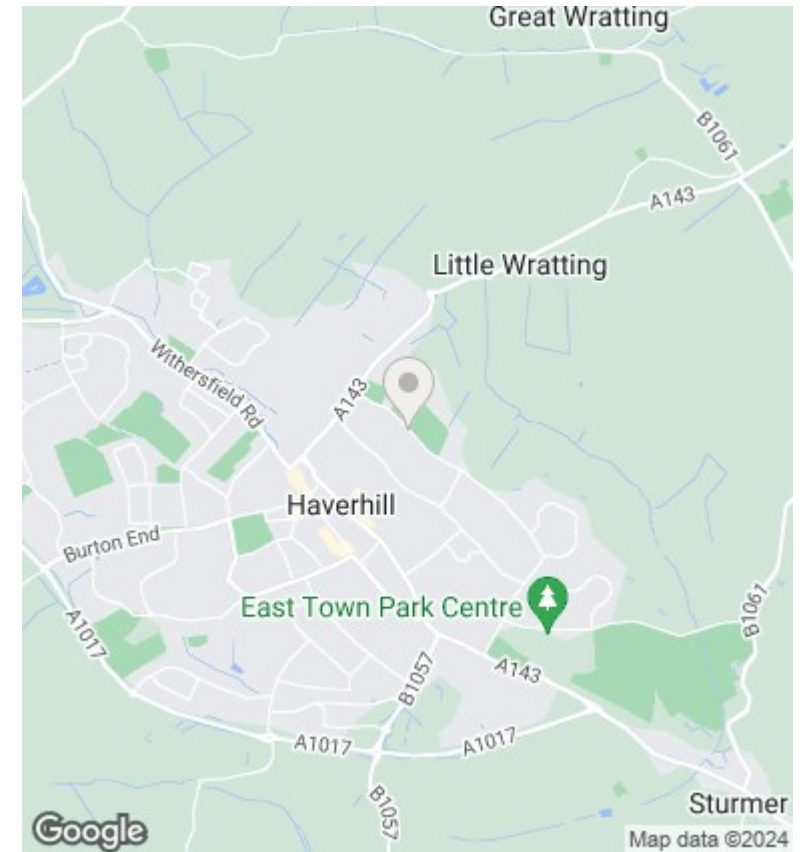 Great Wratting
B1061
A143
Little Wratting
Withersfield Rd
A143
Haverhill
Burton End
East Town Park Centre
A1017
B1061
B1057
A143
A1017
A1017
B1057
Sturmer
Google
Map data ©2024